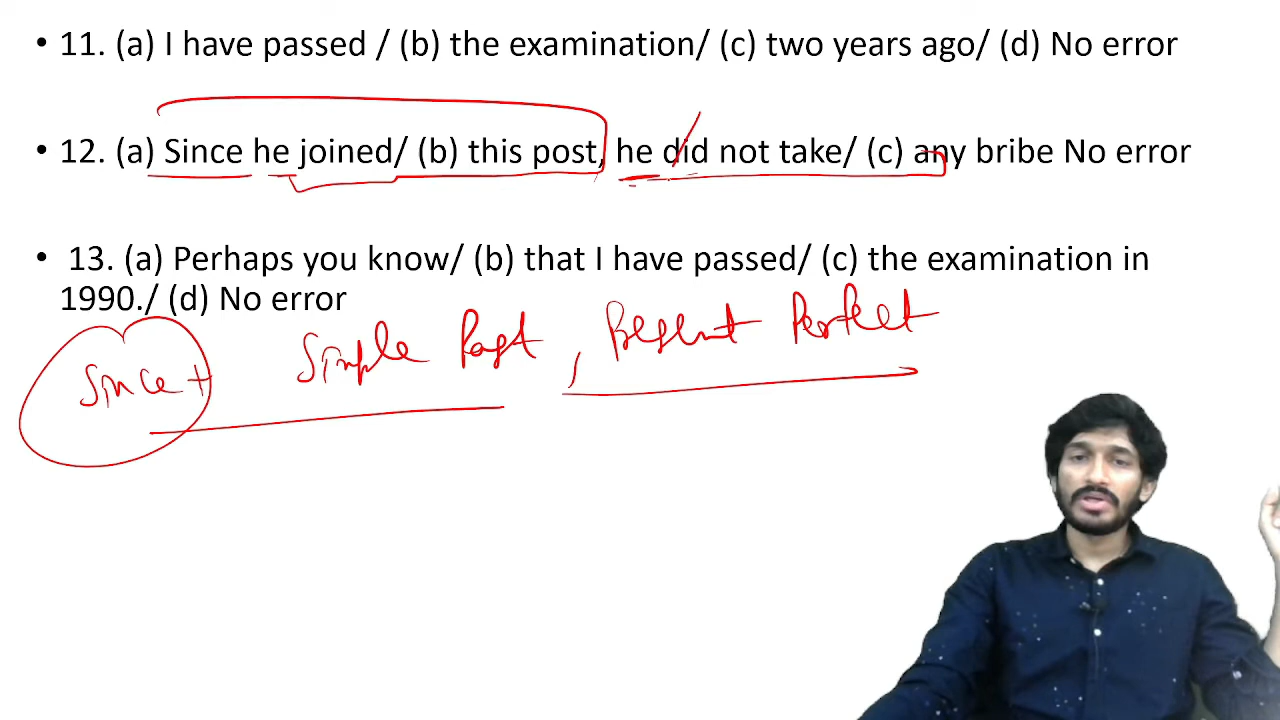 • 11. (a) I have passed / (b) the examination/ (c) two years ago/ (d) No error
• 12. (a) Since he joined/ (b) this post, he did not take/ (c) any bribe No error
• 13. (a) Perhaps you know/ (b) that I have passed/ (c) the examination in
1990./ (d) No error
Since + Simple Past , Present Perfect